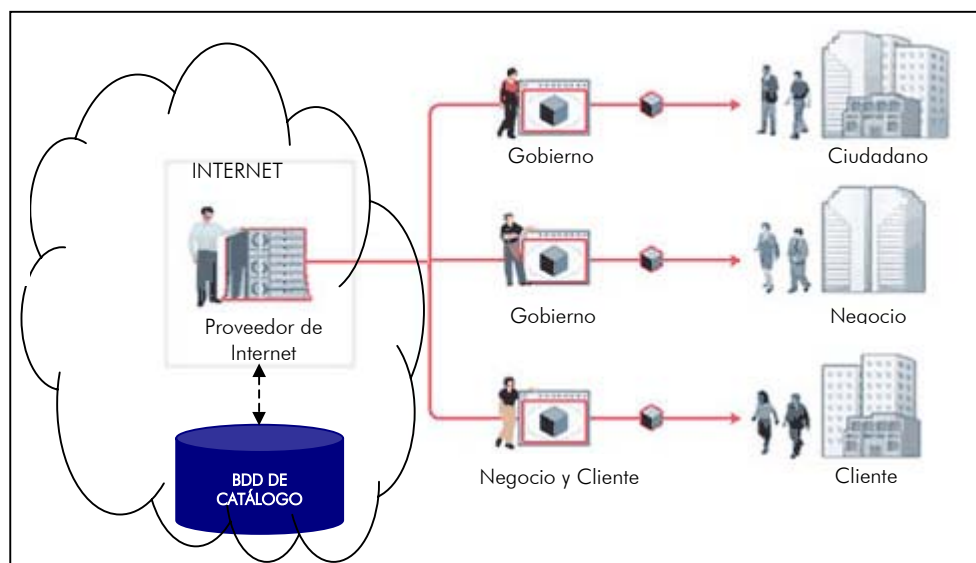 INTERNET
Proveedor de
Internet
BDD DE
CATÁLOGO
Gobierno
Ciudadano
Gobierno
Negocio
Negocio y Cliente
Cliente